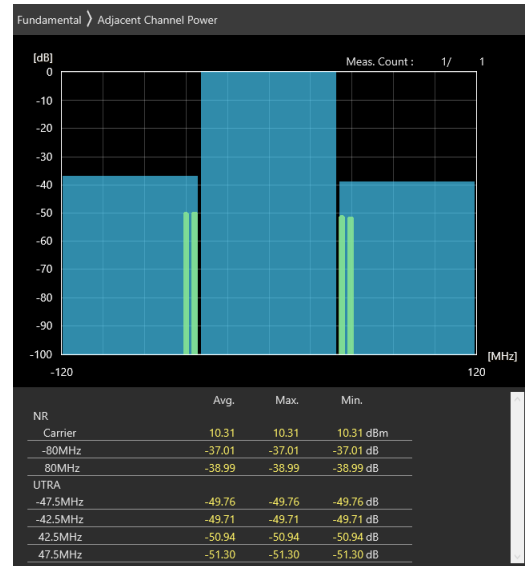 Fundamental 〉 Adjacent Channel Power
[dB]
Meas. Count : 1/ 1
0
-10
-20
-30
-40
-50
-60
-70
-80
-90
-100
[MHz]
-120 120
Avg. Max. Min.
NR
Carrier 10.31 10.31 10.31 dBm
-80MHz -37.01 -37.01 -37.01 dB
80MHz -38.99 -38.99 -38.99 dB
UTRA
-47.5MHz -49.76 -49.76 -49.76 dB
-42.5MHz -49.71 -49.71 -49.71 dB
42.5MHz -50.94 -50.94 -50.94 dB
47.5MHz -51.30 -51.30 -51.30 dB